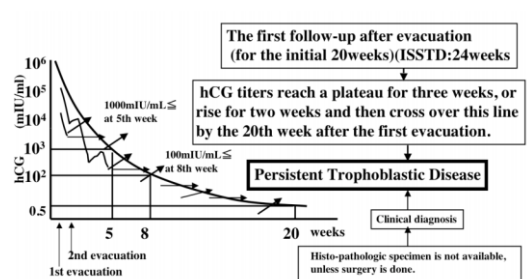 hCG (mIU/ml)
10⁶
10⁵
10⁴
10³
10²
0.5
1000mIU/mL≦
at 5th week
100mIU/mL≦
at 8th week
5 8 20 weeks
2nd evacuation
1st evacuation
The first follow-up after evacuation
(for the initial 20weeks)(ISSTD:24weeks
hCG titers reach a plateau for three weeks, or
rise for two weeks and then cross over this line
by the 20th week after the first evacuation.
Persistent Trophoblastic Disease
Clinical diagnosis
Histo-pathologic specimen is not available,
unless surgery is done.